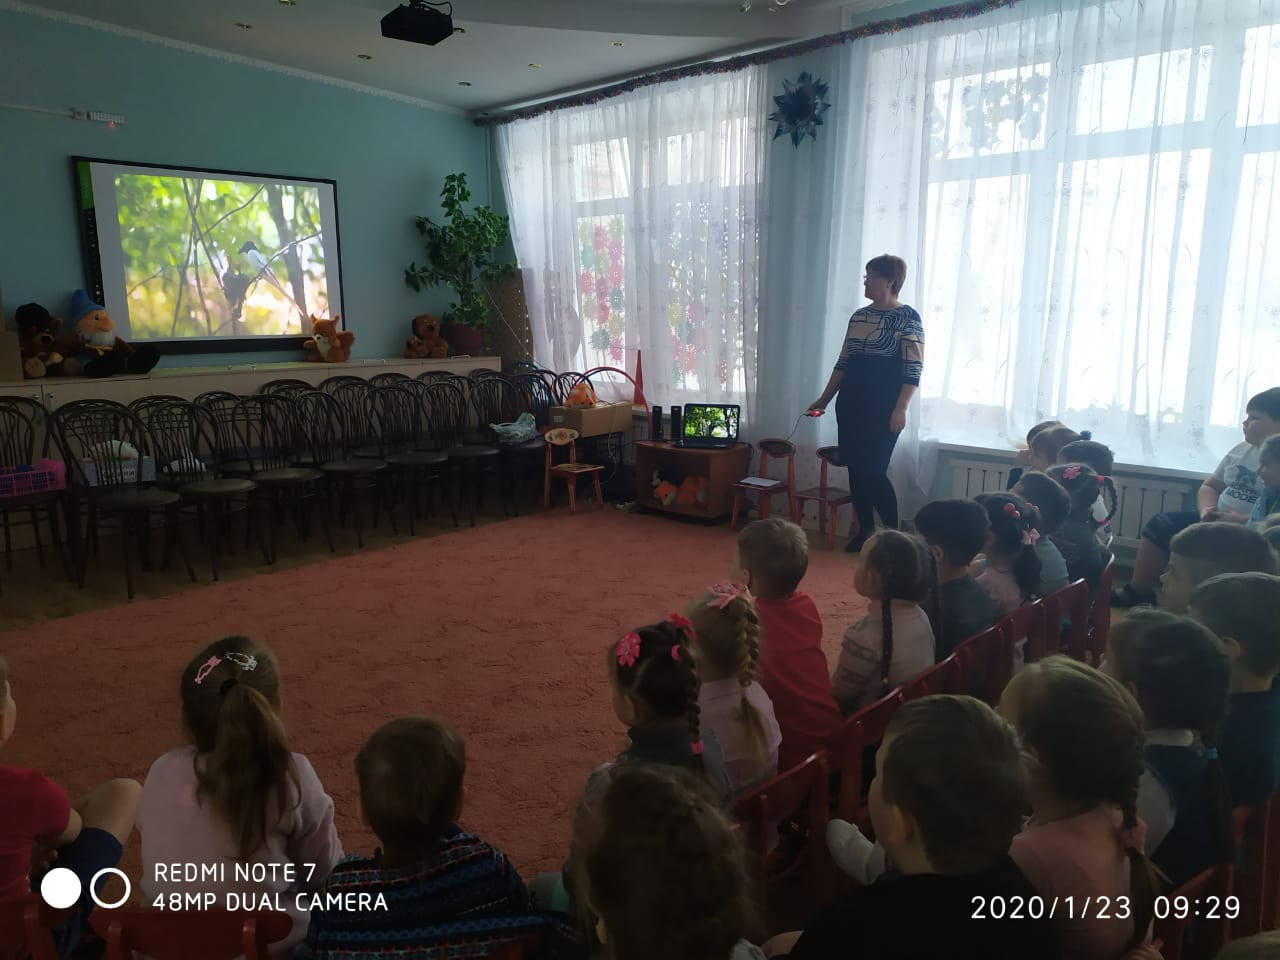 REDMI NOTE 7
48MP DUAL CAMERA
2020/1/23 09:29